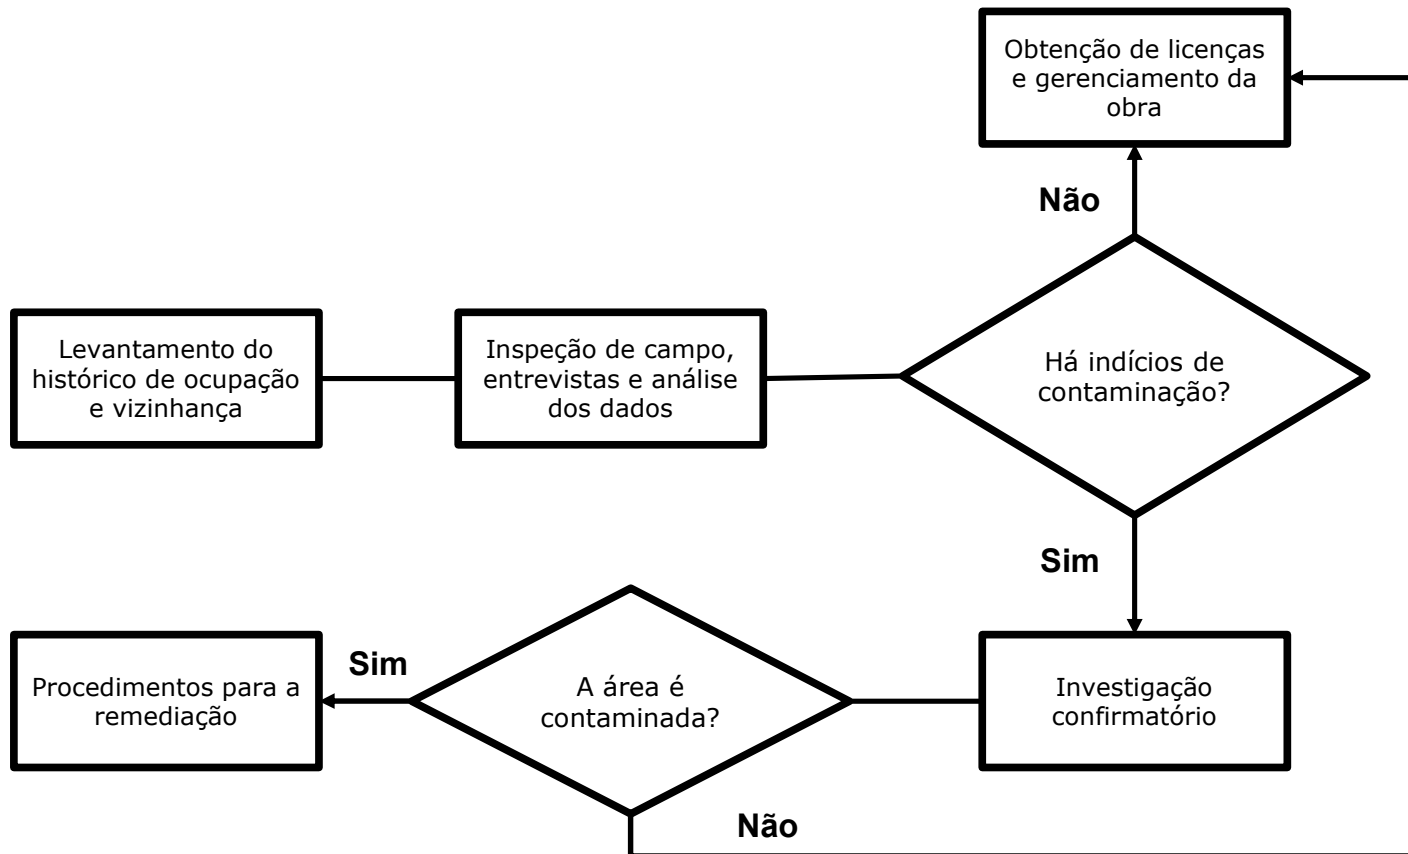 Obtenção de licenças
e gerenciamento da
obra
Não
Levantamento do
histórico de ocupação
e vizinhança
Inspeção de campo,
entrevistas e análise
dos dados
Há indícios de
contaminação?
Sim
Procedimentos para a
remediação
Sim
A área é
contaminada?
Investigação
confirmatório
Não